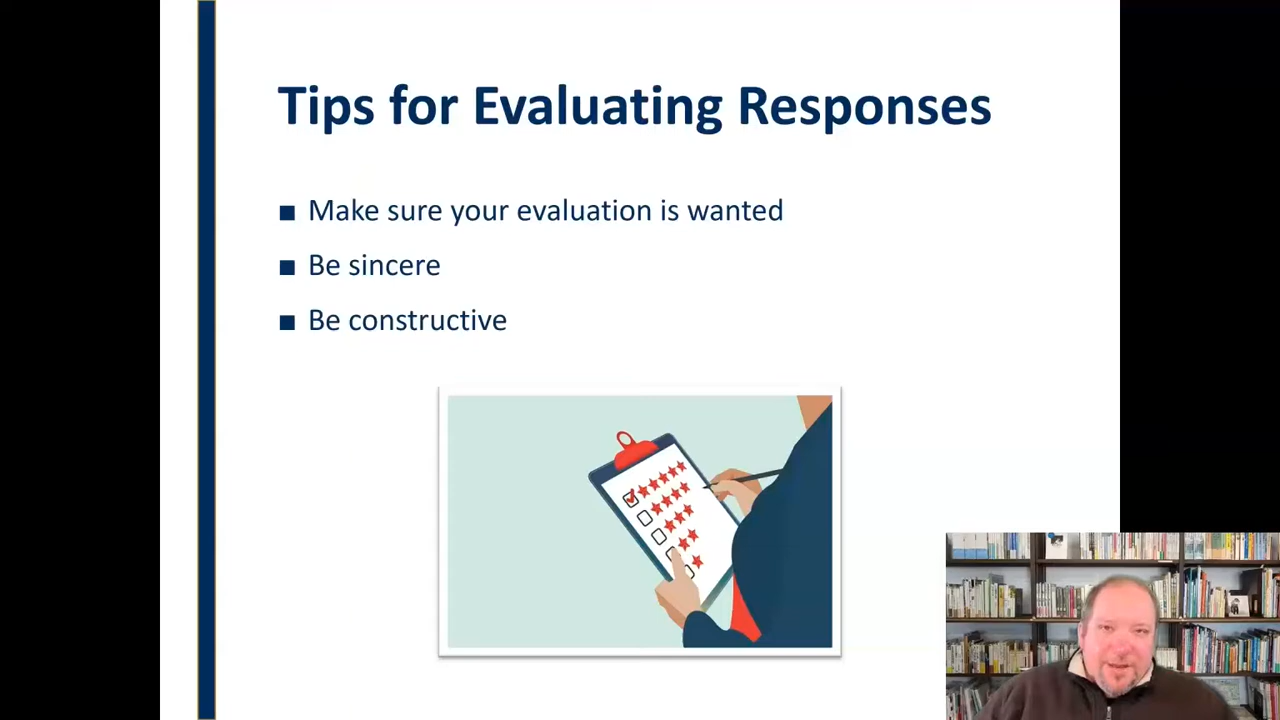 Tips for Evaluating Responses
■ Make sure your evaluation is wanted
■ Be sincere
■ Be constructive